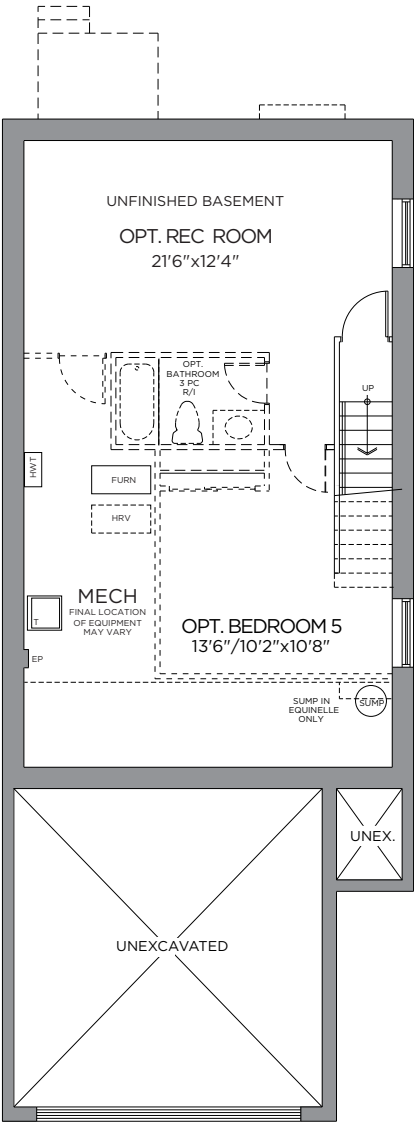 UNFINISHED BASEMENT
OPT. REC ROOM
21'6"x12'4"
OPT.
BATHROOM
3 PC
R/I
UP
HWT
FURN
HRV
MECH
FINAL LOCATION
OF EQUIPMENT
MAY VARY
T
EP
OPT. BEDROOM 5
13'6"/10'2"x10'8"
SUMP IN
EQUINELLE
ONLY
SUMP
UNEX.
UNEXCAVATED